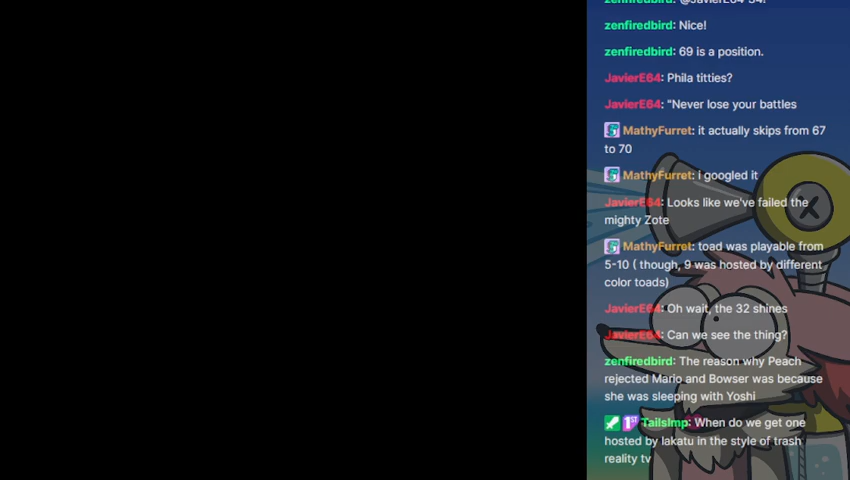 zenfiredbird: @JavierE64 54!
zenfiredbird: Nice!
zenfiredbird: 69 is a position.
JavierE64: Phila titties?
JavierE64: "Never lose your battles
MathyFurret: it actually skips from 67
to 70
MathyFurret: i googled it
JavierE64: Looks like we've failed the
mighty Zote
MathyFurret: toad was playable from
5-10 ( though, 9 was hosted by different
color toads)
JavierE64: Oh wait, the 32 shines
JavierE64: Can we see the thing?
zenfiredbird: The reason why Peach
rejected Mario and Bowser was because
she was sleeping with Yoshi
1ST TailsImp: When do we get one
hosted by lakatu in the style of trash
reality tv